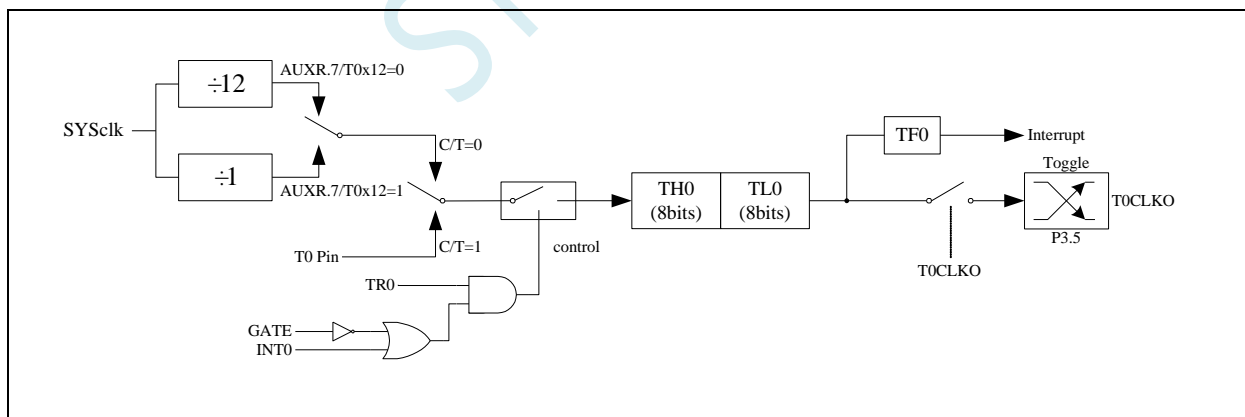 ÷12
AUXR.7/T0x12=0
SYSclk
÷1
AUXR.7/T0x12=1
C/T=0
C/T=1
T0 Pin
control
TR0
GATE
INT0
TH0
(8bits)
TL0
(8bits)
TF0
Interrupt
Toggle
T0CLKO
P3.5
T0CLKO